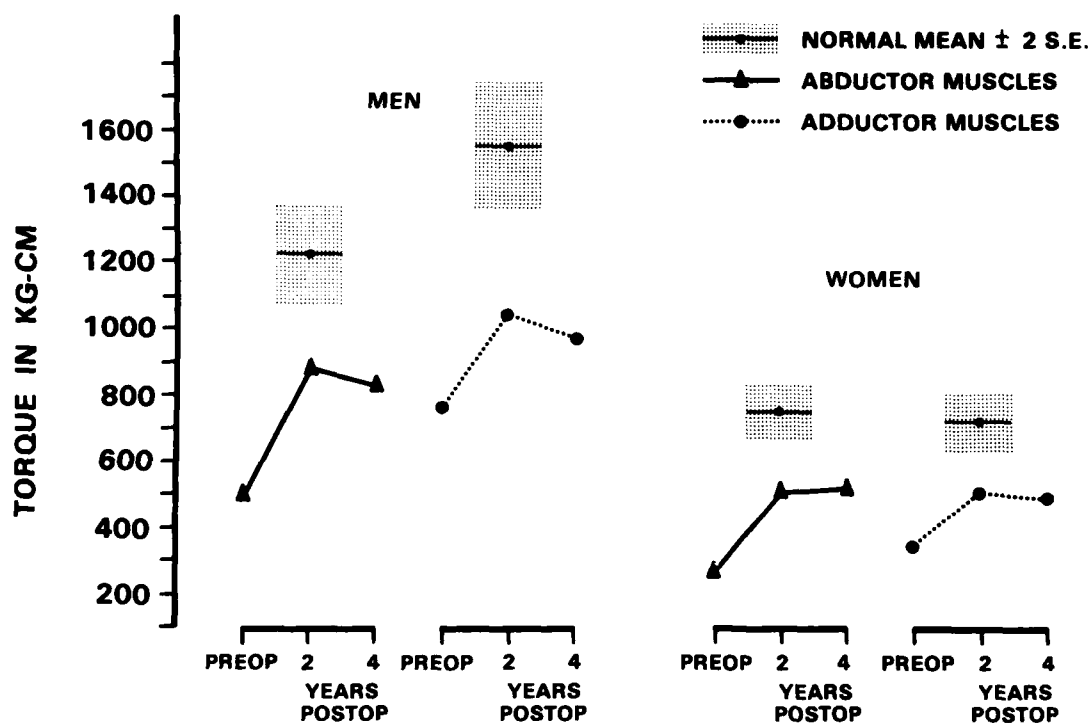 NORMAL MEAN ± 2 S.E.
ABDUCTOR MUSCLES
ADDUCTOR MUSCLES
MEN
WOMEN
TORQUE IN KG-CM
1600
1400
1200
1000
800
600
400
200
PREOP 2 4 PREOP 2 4 PREOP 2 4 PREOP 2 4
YEARS YEARS YEARS YEARS
POSTOP POSTOP POSTOP POSTOP